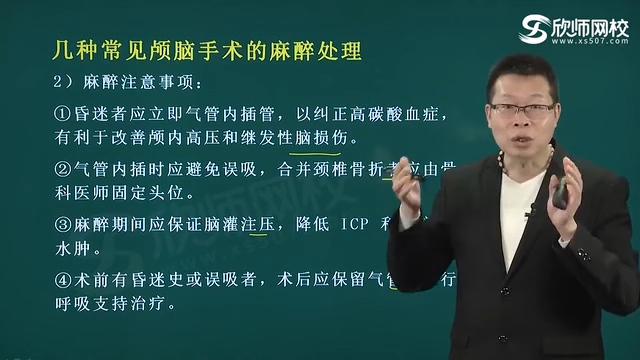 欣师网校
www.xs507.com
几种常见颅脑手术的麻醉处理
2）麻醉注意事项：
①昏迷者应立即气管内插管，以纠正高碳酸血症，
有利于改善颅内高压和继发性脑损伤。
②气管内插时应避免误吸，合并颈椎骨折者应由骨
科医师固定头位。
③麻醉期间应保证脑灌注压，降低 ICP 和
水肿。
④术前有昏迷史或误吸者，术后应保留气管 行
呼吸支持治疗。